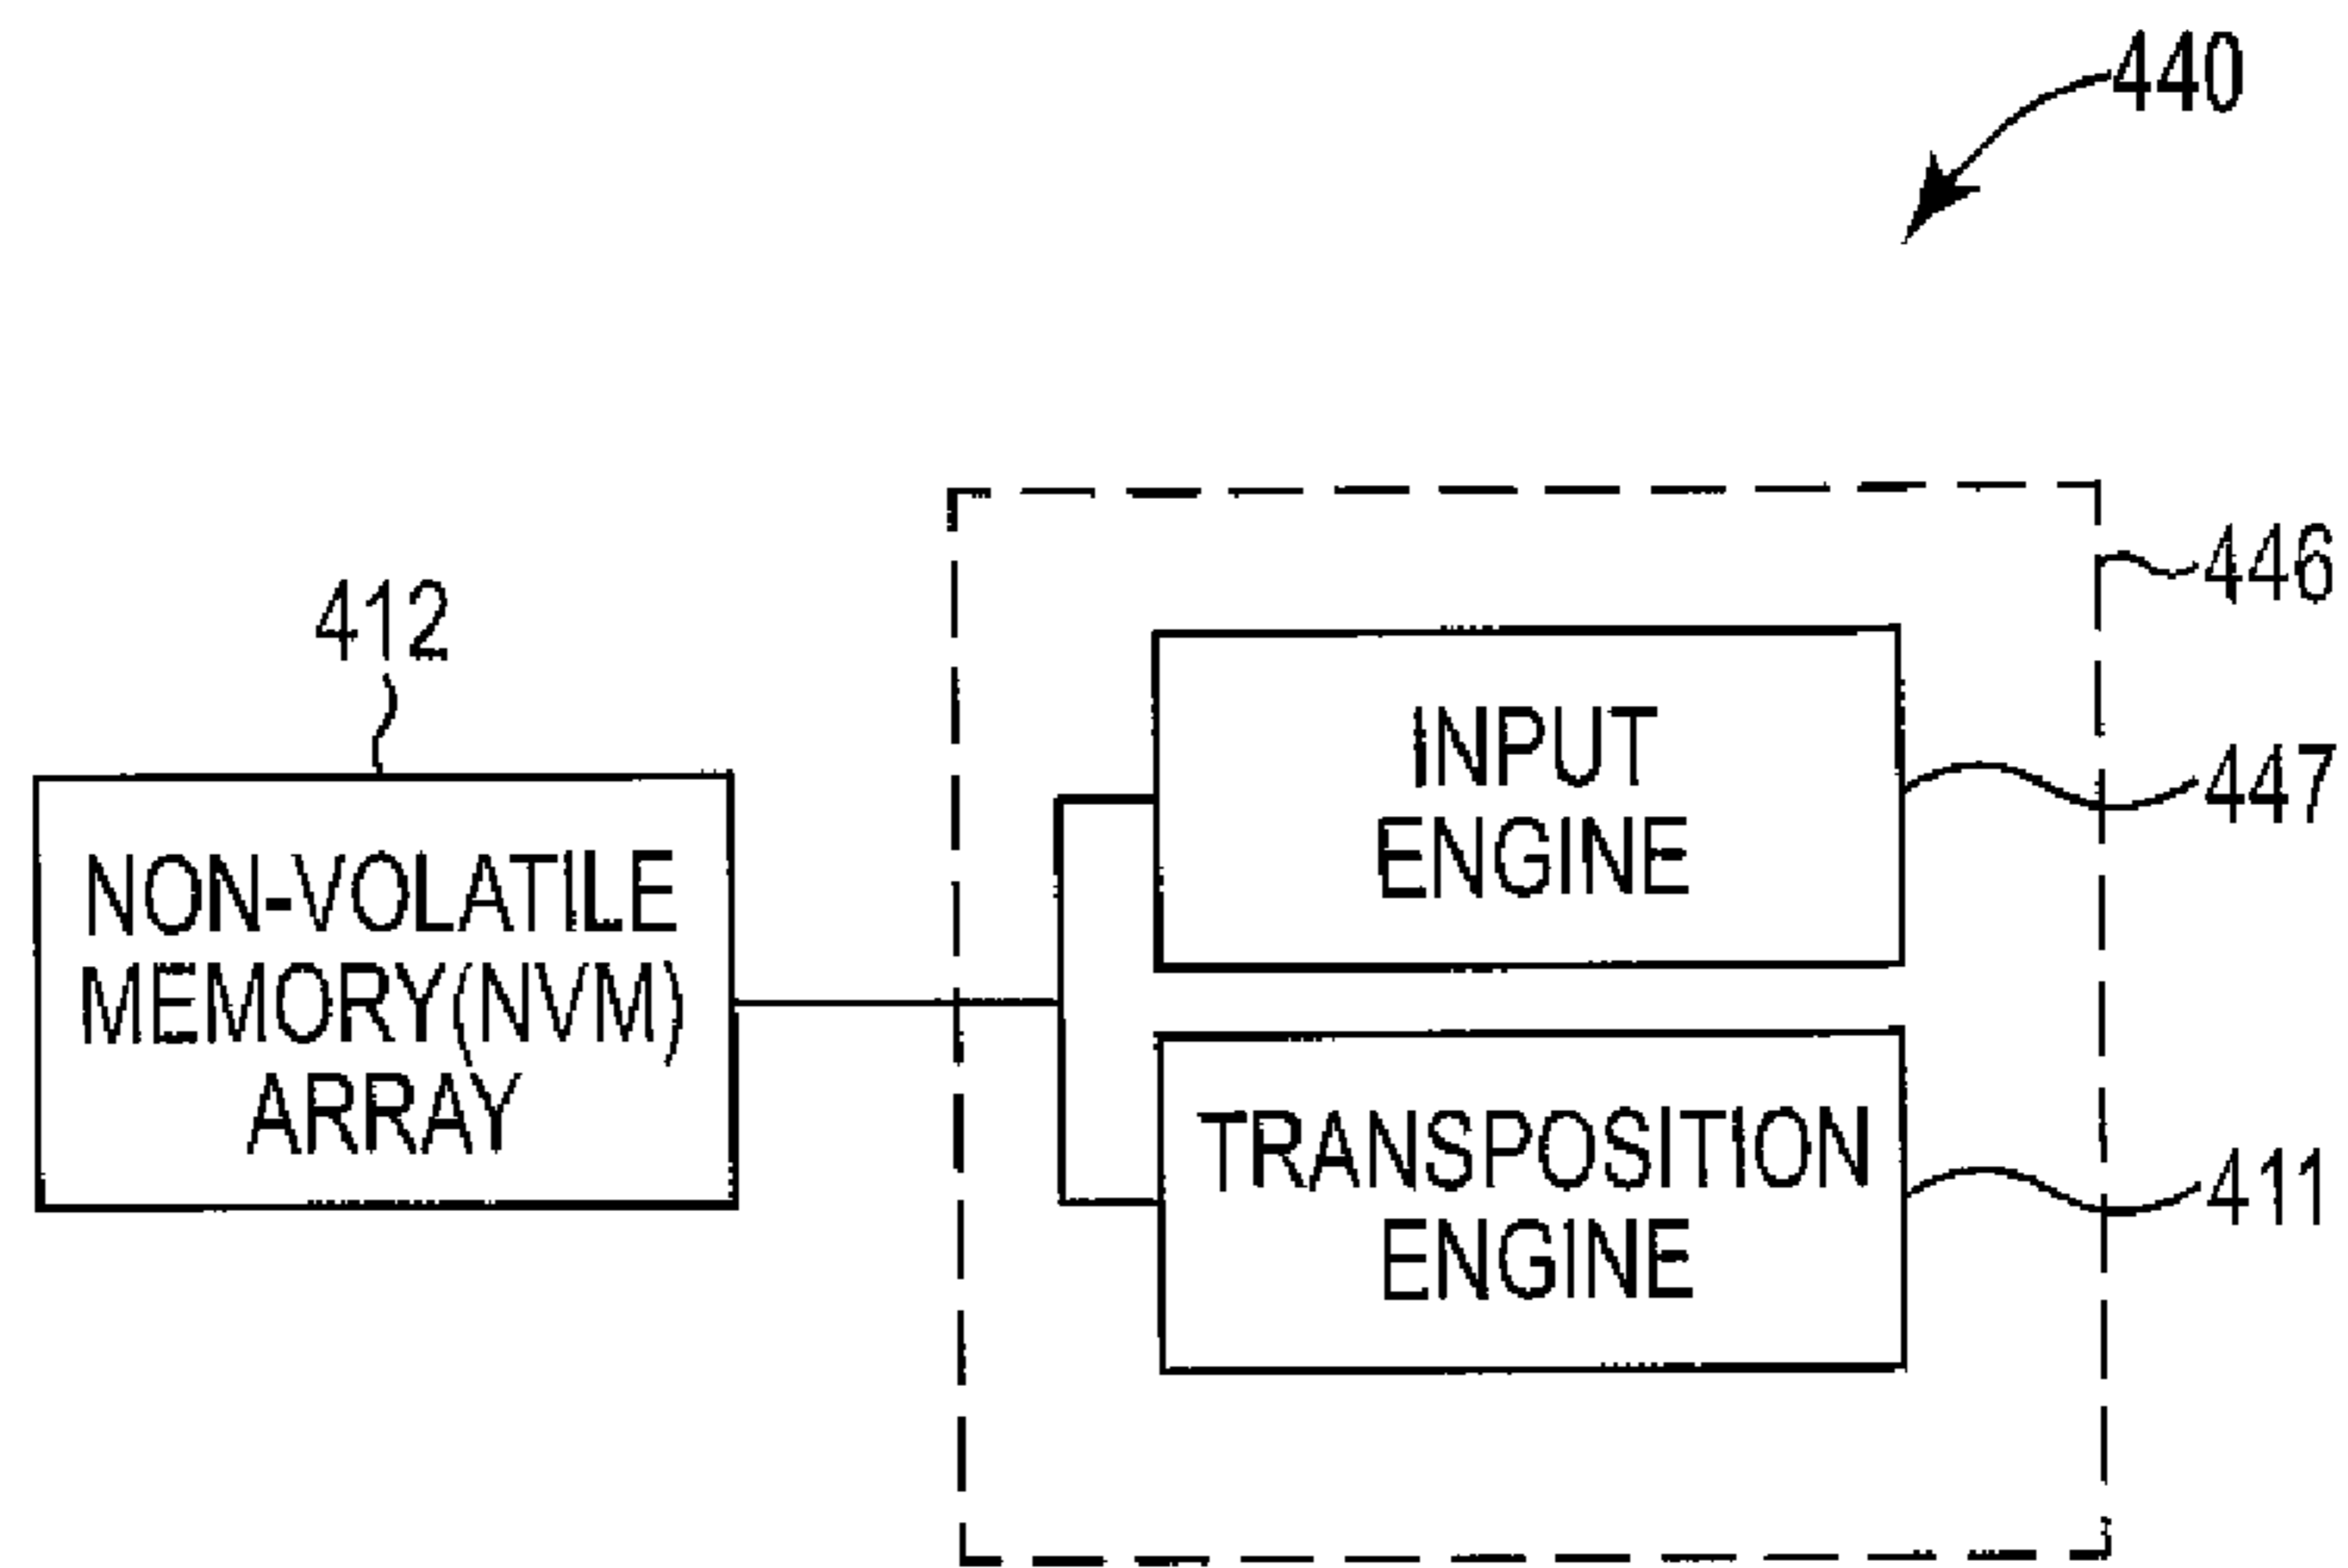 440
446
412
INPUT
ENGINE
447
NON-VOLATILE
MEMORY(NVM)
ARRAY
TRANSPOSITION
ENGINE
411